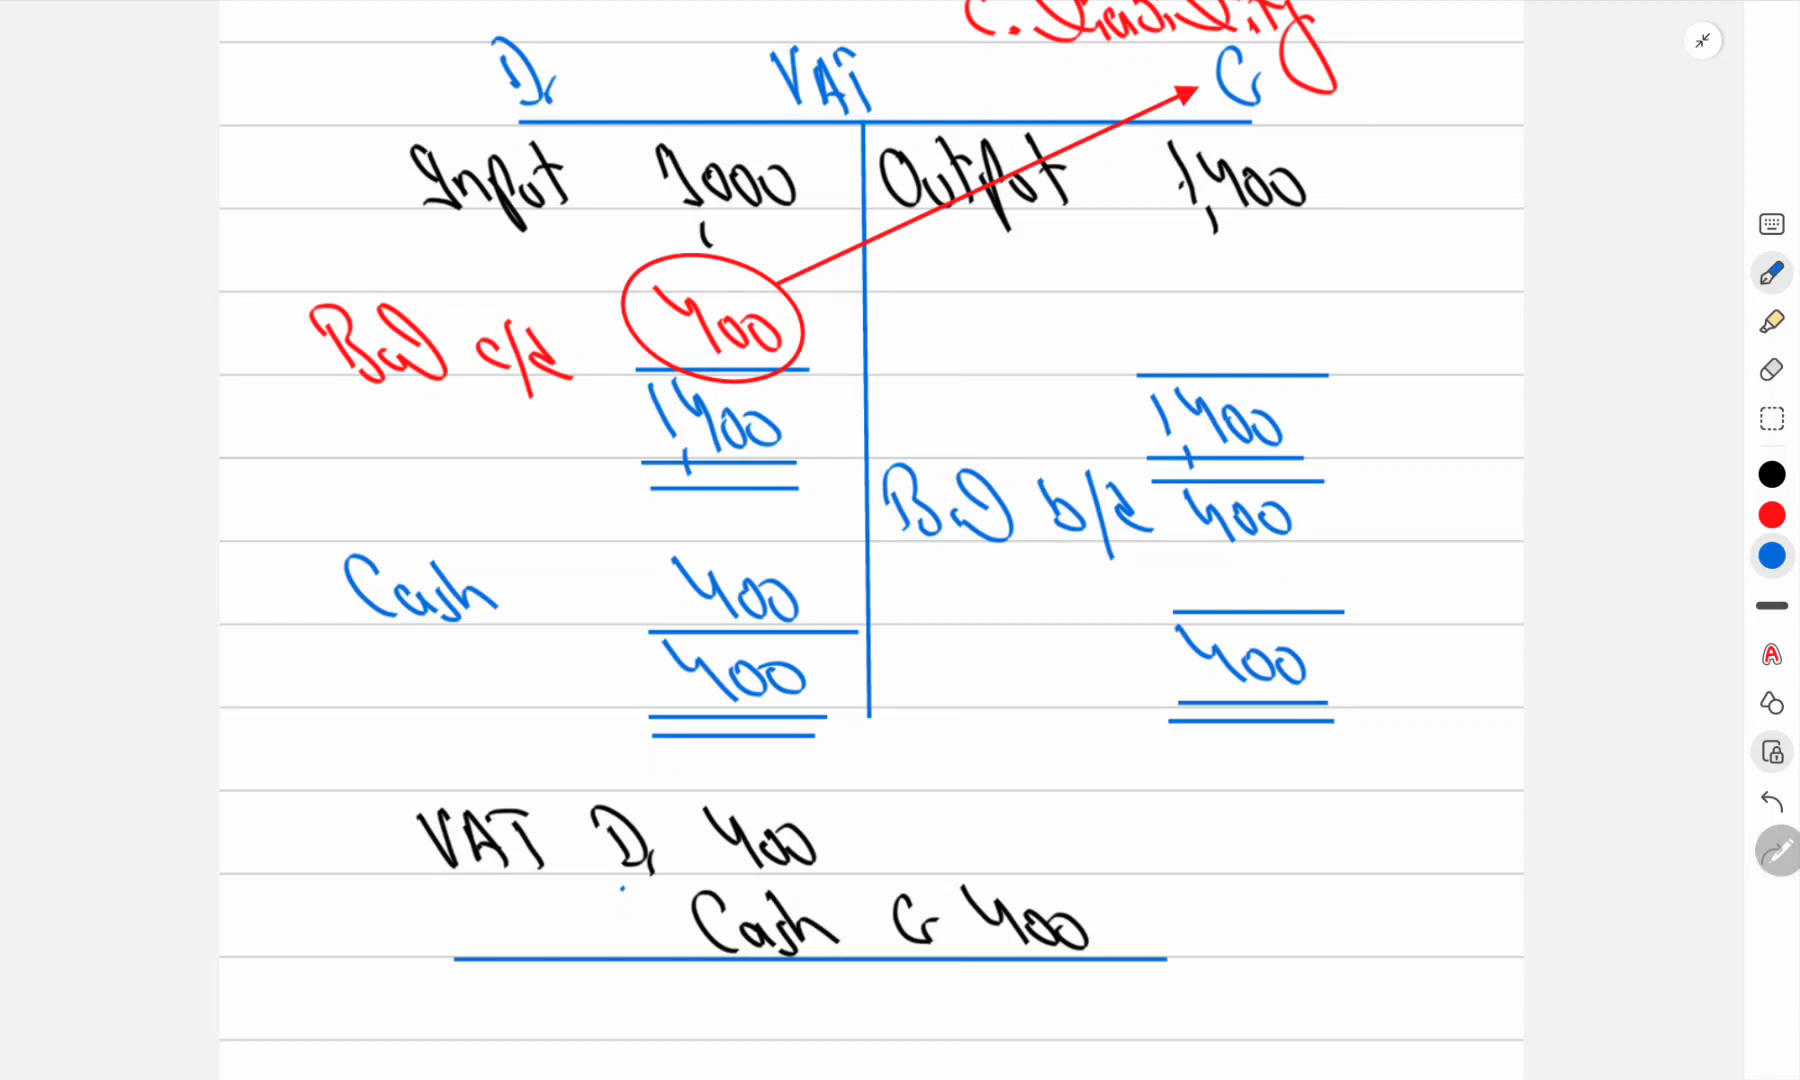 C. Liability
Dr VAT Cr
Input 1,000 Output 1,400
Bal c/d 400
1,400 1,400
Bal b/d 400
Cash 400
400 400
VAT Dr 400
Cash Cr 400
A